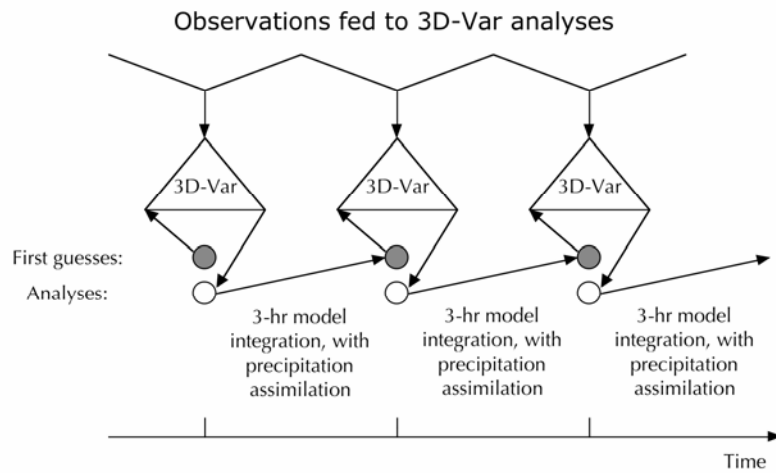 Observations fed to 3D-Var analyses
3D-Var
3D-Var
3D-Var
First guesses:
Analyses:
3-hr model
integration, with
precipitation
assimilation
3-hr model
integration, with
precipitation
assimilation
3-hr model
integration, with
precipitation
assimilation
Time